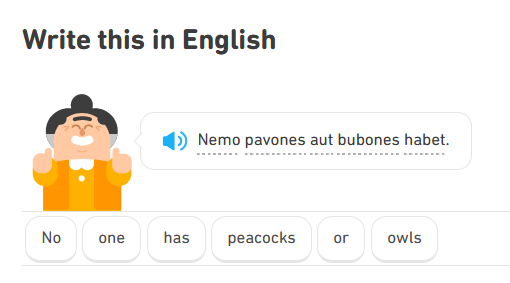 Write this in English
Nemo pavones aut bubones habet.
No one has peacocks or owls